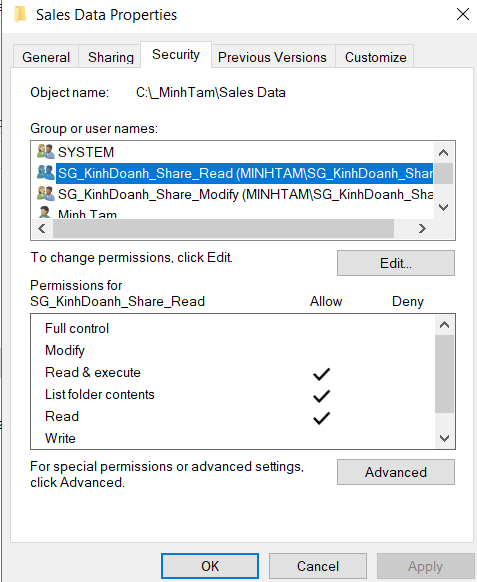 Sales Data Properties
General Sharing Security Previous Versions Customize
Object name: C:\_MinhTam\Sales Data
Group or user names:
SYSTEM
SG_KinhDoanh_Share_Read (MINHTAM\SG_KinhDoanh_Shar
SG_KinhDoanh_Share_Modify (MINHTAM\SG_KinhDoanh_Sha
Minh Tam
To change permissions, click Edit.
Edit...
Permissions for
SG_KinhDoanh_Share_Read Allow Deny
Full control
Modify
Read & execute
List folder contents
Read
Write
For special permissions or advanced settings,
click Advanced.
Advanced
OK Cancel Apply